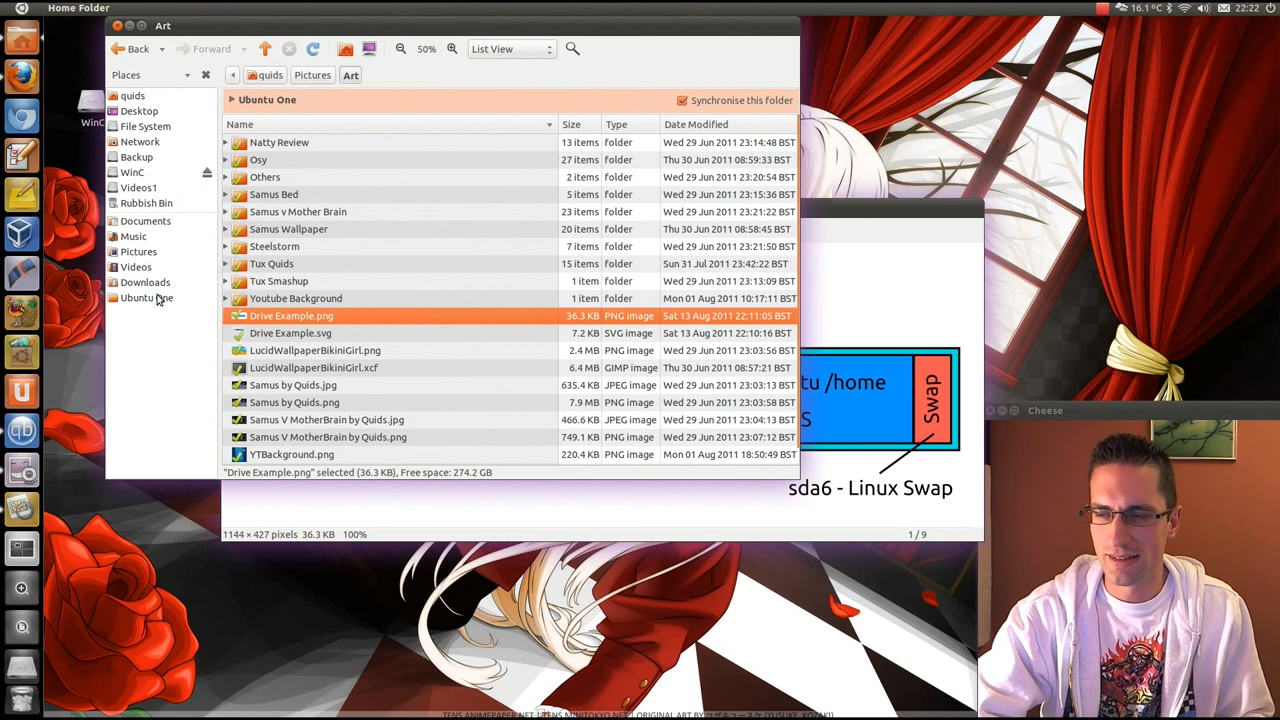 Home Folder
16.1°C
22:22
Art
Back
Forward
50%
List View
Places
quids
Pictures
Art
quids
Desktop
File System
Network
Backup
WinC
Videos1
Rubbish Bin
Documents
Music
Pictures
Videos
Downloads
Ubuntu One
Ubuntu One
Synchronise this folder
Name Size Type Date Modified
Natty Review 13 items folder Wed 29 Jun 2011 23:14:48 BST
Osy 27 items folder Thu 30 Jun 2011 08:59:33 BST
Others 2 items folder Wed 29 Jun 2011 23:20:54 BST
Samus Bed 5 items folder Wed 29 Jun 2011 23:15:36 BST
Samus v Mother Brain 23 items folder Wed 29 Jun 2011 23:21:22 BST
Samus Wallpaper 20 items folder Thu 30 Jun 2011 08:58:45 BST
Steelstorm 7 items folder Wed 29 Jun 2011 23:21:50 BST
Tux Quids 15 items folder Sun 31 Jul 2011 23:42:22 BST
Tux Smashup 1 item folder Wed 29 Jun 2011 23:13:09 BST
Youtube Background 1 item folder Mon 01 Aug 2011 10:17:11 BST
Drive Example.png 36.3 KB PNG image Sat 13 Aug 2011 22:11:05 BST
Drive Example.svg 7.2 KB SVG image Sat 13 Aug 2011 22:10:16 BST
LucidWallpaperBikiniGirl.png 2.4 MB PNG image Wed 29 Jun 2011 23:03:56 BST
LucidWallpaperBikiniGirl.xcf 6.4 MB GIMP image Thu 30 Jun 2011 08:57:21 BST
Samus by Quids.jpg 635.4 KB JPEG image Wed 29 Jun 2011 23:03:13 BST
Samus by Quids.png 7.9 MB PNG image Wed 29 Jun 2011 23:03:58 BST
Samus V MotherBrain by Quids.jpg 466.6 KB JPEG image Wed 29 Jun 2011 23:04:13 BST
Samus V MotherBrain by Quids.png 749.1 KB PNG image Wed 29 Jun 2011 23:07:12 BST
YTBackground.png 220.4 KB PNG image Mon 01 Aug 2011 18:50:49 BST
"Drive Example.png" selected (36.3 KB), Free space: 274.2 GB
WinC
tu /home
S
Swap
sda6 - Linux Swap
1144 × 427 pixels 36.3 KB 100%
1 / 9
Cheese